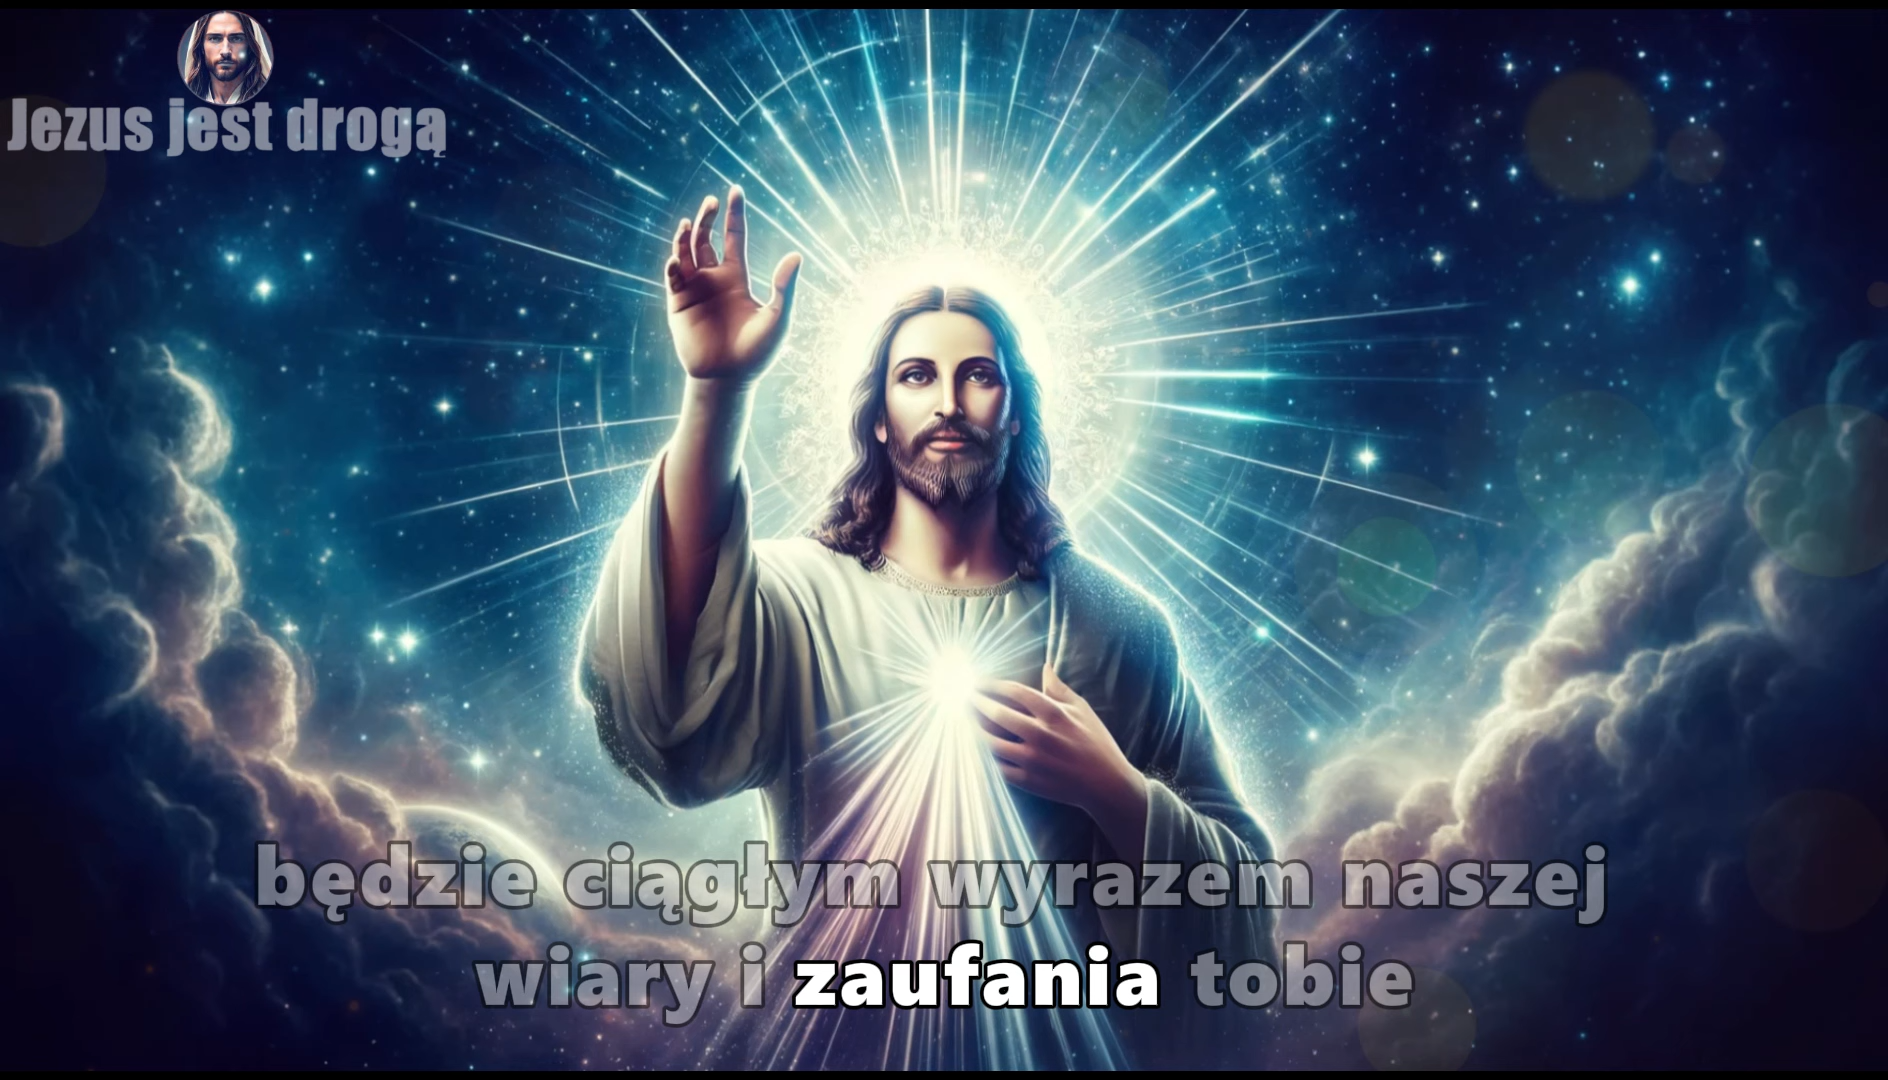 Jezus jest drogą
będzie ciągłym wyrazem naszej
wiary i zaufania tobie